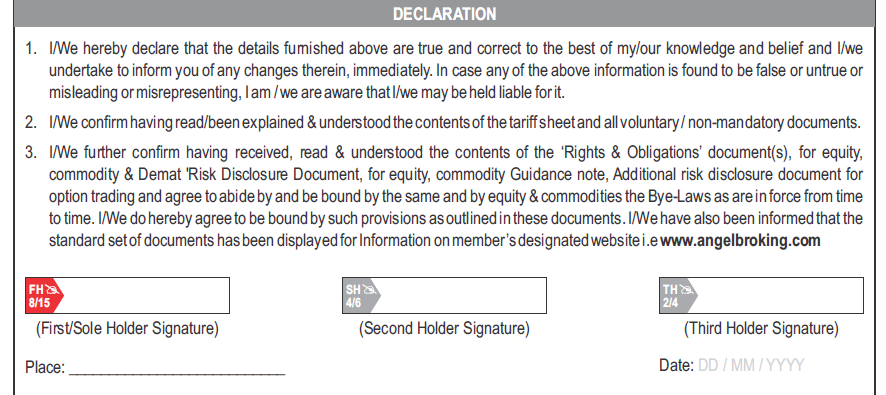 DECLARATION
1. I/We hereby declare that the details furnished above are true and correct to the best of my/our knowledge and belief and I/we
undertake to inform you of any changes therein, immediately. In case any of the above information is found to be false or untrue or
misleading or misrepresenting, I am / we are aware that I/we may be held liable for it.
2. I/We confirm having read/been explained & understood the contents of the tariff sheet and all voluntary / non-mandatory documents.
3. I/We further confirm having received, read & understood the contents of the ‘Rights & Obligations’ document(s), for equity,
commodity & Demat 'Risk Disclosure Document, for equity, commodity Guidance note, Additional risk disclosure document for
option trading and agree to abide by and be bound by the same and by equity & commodities the Bye-Laws as are in force from time
to time. I/We do hereby agree to be bound by such provisions as outlined in these documents. I/We have also been informed that the
standard set of documents has been displayed for Information on member’s designated website i.e www.angelbroking.com
FH SH TH
8/15 4/6 2/4
(First/Sole Holder Signature) (Second Holder Signature) (Third Holder Signature)
Place: ___________________________ Date: DD / MM / YYYY